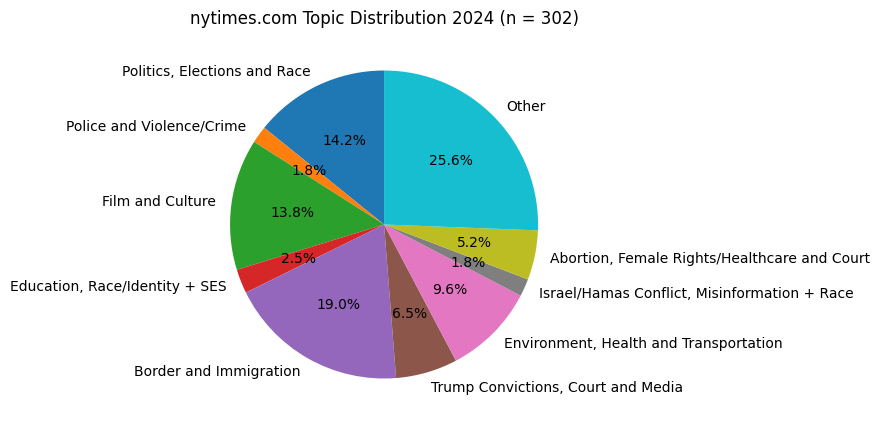 nytimes.com Topic Distribution 2024 (n = 302)
Politics, Elections and Race
14.2%
Police and Violence/Crime
1.8%
Film and Culture
13.8%
Education, Race/Identity + SES
2.5%
Border and Immigration
19.0%
Trump Convictions, Court and Media
6.5%
Environment, Health and Transportation
9.6%
Israel/Hamas Conflict, Misinformation + Race
1.8%
Abortion, Female Rights/Healthcare and Court
5.2%
Other
25.6%